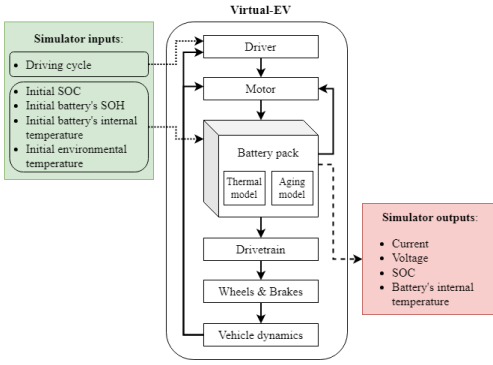 Virtual-EV
Simulator inputs:
• Driving cycle
• Initial SOC
• Initial battery's SOH
• Initial battery's internal
temperature
• Initial environmental
temperature
Driver
Motor
Battery pack
Thermal
model
Aging
model
Drivetrain
Wheels & Brakes
Vehicle dynamics
Simulator outputs:
• Current
• Voltage
• SOC
• Battery's internal
temperature